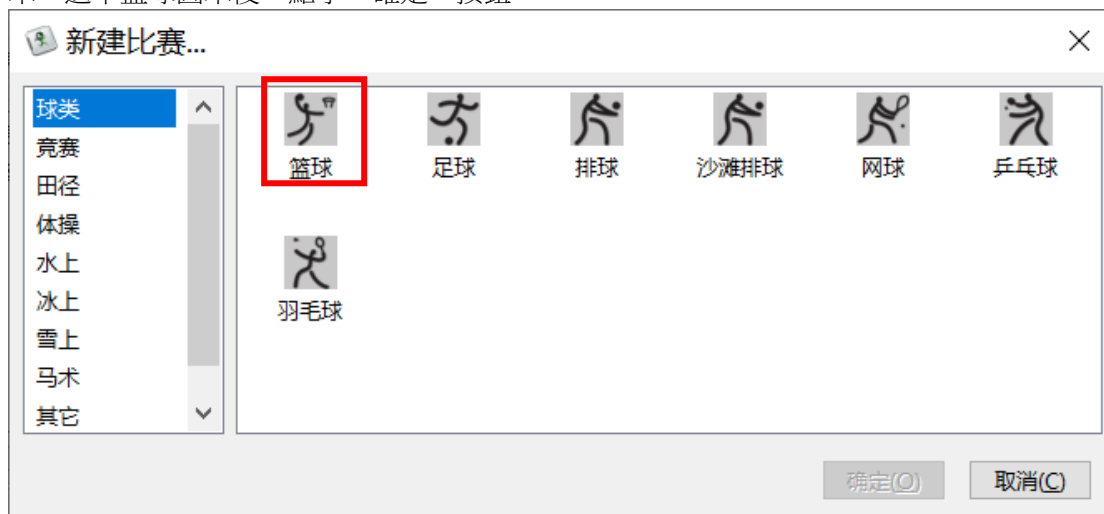 新建比赛...
球类
竞赛
田径
体操
水上
冰上
雪上
马术
其它
篮球
足球
排球
沙滩排球
网球
乒乓球
羽毛球
确定(O)
取消(C)